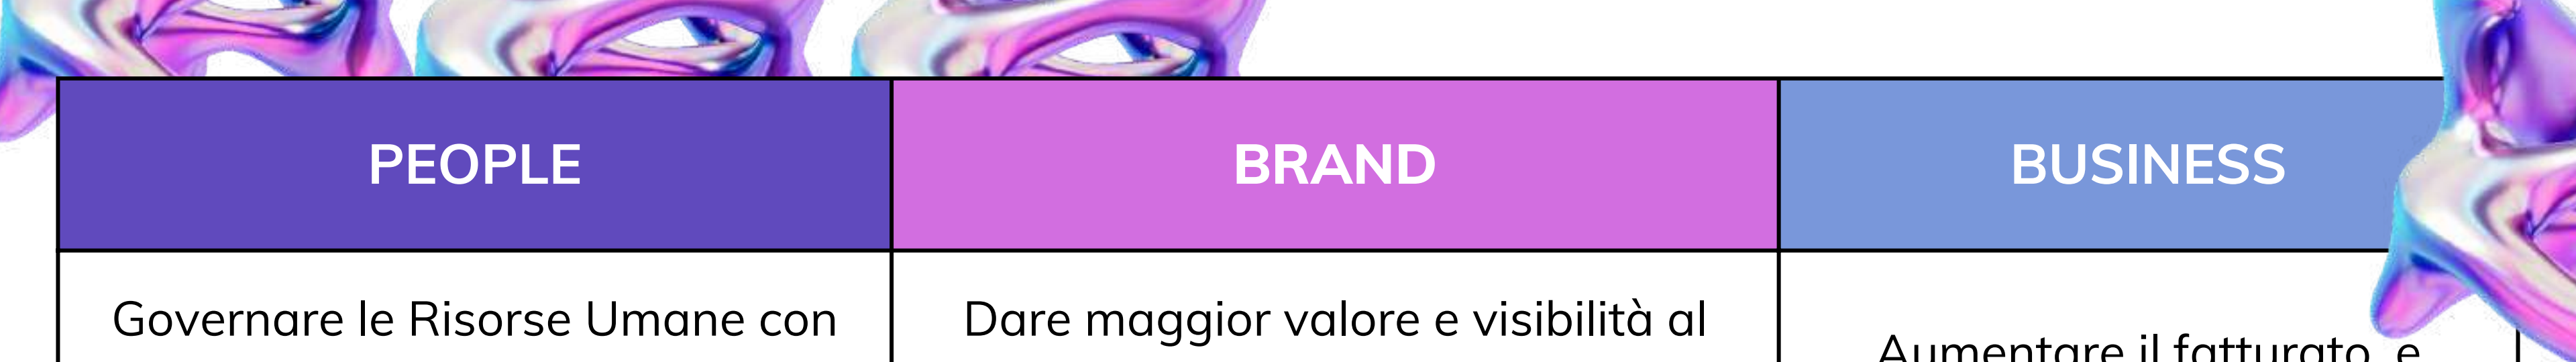 PEOPLE
BRAND
BUSINESS
Governare le Risorse Umane con
Dare maggior valore e visibilità al
Aumentare il fatturato e